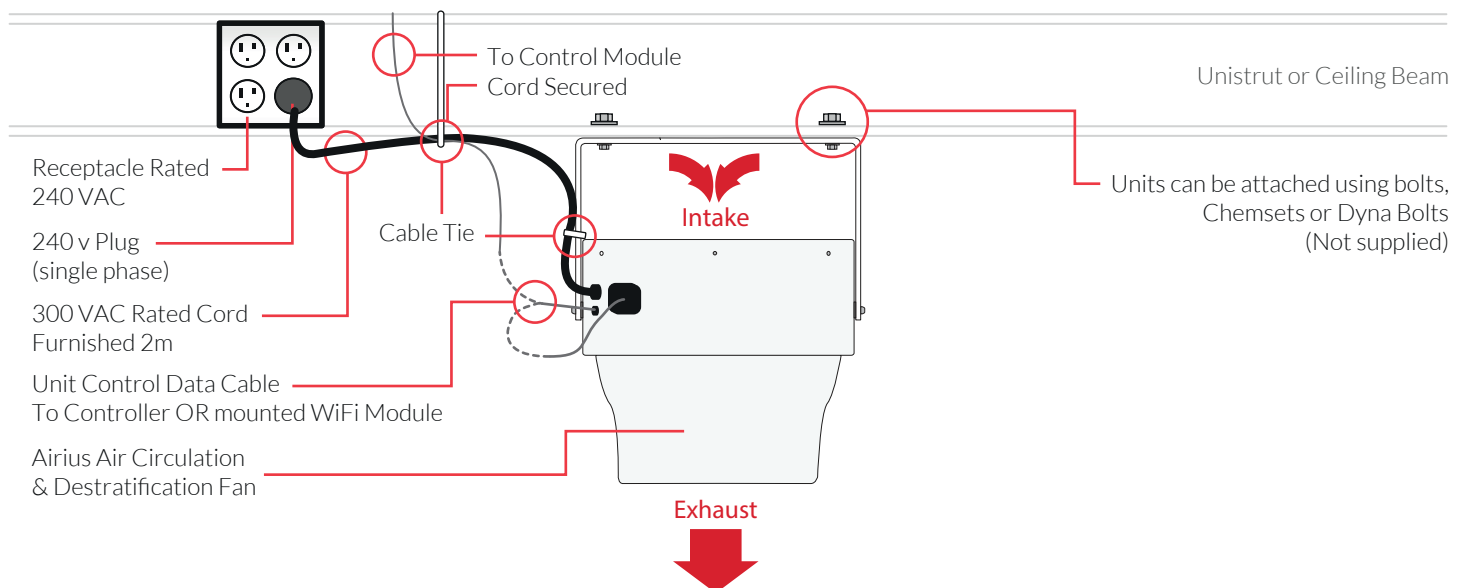 To Control Module
Cord Secured
Unistrut or Ceiling Beam
Receptacle Rated
240 VAC
Units can be attached using bolts,
Chemsets or Dyna Bolts
(Not supplied)
Intake
Cable Tie
240 v Plug
(single phase)
300 VAC Rated Cord
Furnished 2m
Unit Control Data Cable
To Controller OR mounted WiFi Module
Airius Air Circulation
& Destratification Fan
Exhaust